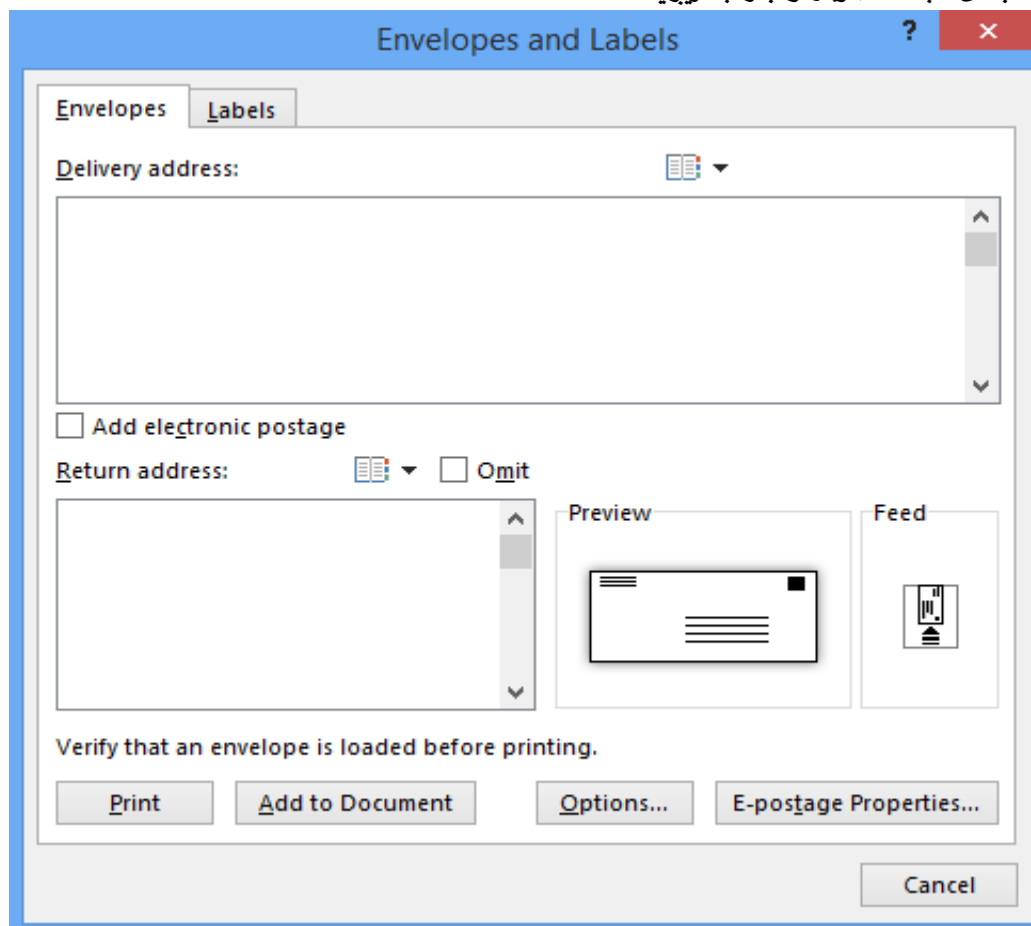 Envelopes and Labels
?
Envelopes Labels
Delivery address:
Add electronic postage
Return address: Omit
Preview
Feed
Verify that an envelope is loaded before printing.
Print Add to Document Options... E-postage Properties...
Cancel